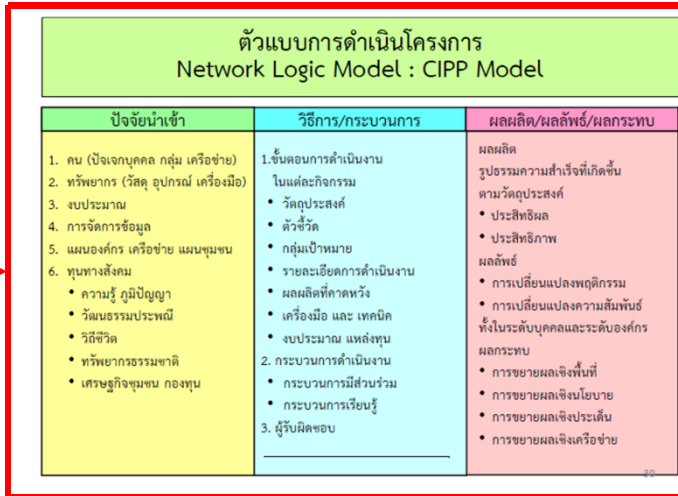 ตัวแบบการดำเนินโครงการ
Network Logic Model : CIPP Model
ปัจจัยนำเข้า
1. คน (ปัจเจกบุคคล กลุ่ม เครือข่าย)
2. ทรัพยากร (วัสดุ อุปกรณ์ เครื่องมือ)
3. งบประมาณ
4. การจัดการข้อมูล
5. แผนองค์กร เครือข่าย แผนชุมชน
6. ทุนทางสังคม
• ความรู้ ภูมิปัญญา
• วัฒนธรรมประพณี
• วิถีชีวิต
• ทรัพยากรธรรมชาติ
• เศรษฐกิจชุมชน กองทุน
วิธีการ/กระบวนการ
1.ขั้นตอนการดำเนินงาน
ในแต่ละกิจกรรม
• วัตถุประสงค์
• ตัวชี้วัด
• กลุ่มเป้าหมาย
• รายละเอียดการดำเนินงาน
• ผลผลิตที่คาดหวัง
• เครื่องมือ และ เทคนิค
• งบประมาณ แหล่งทุน
2. กระบวนการดำเนินงาน
• กระบวนการมีส่วนร่วม
• กระบวนการเรียนรู้
3. ผู้รับผิดชอบ
ผลผลิต/ผลลัพธ์/ผลกระทบ
ผลผลิต
รูปธรรมความสำเร็จที่เกิดขึ้น
ตามวัตถุประสงค์
• ประสิทธิผล
• ประสิทธิภาพ
ผลลัพธ์
• การเปลี่ยนแปลงพฤติกรรม
• การเปลี่ยนแปลงความสัมพันธ์
ทั้งในระดับบุคคลและระดับองค์กร
ผลกระทบ
• การขยายผลเชิงพื้นที่
• การขยายผลเชิงนโยบาย
• การขยายผลเชิงประเด็น
• การขยายผลเชิงเครือข่าย
39